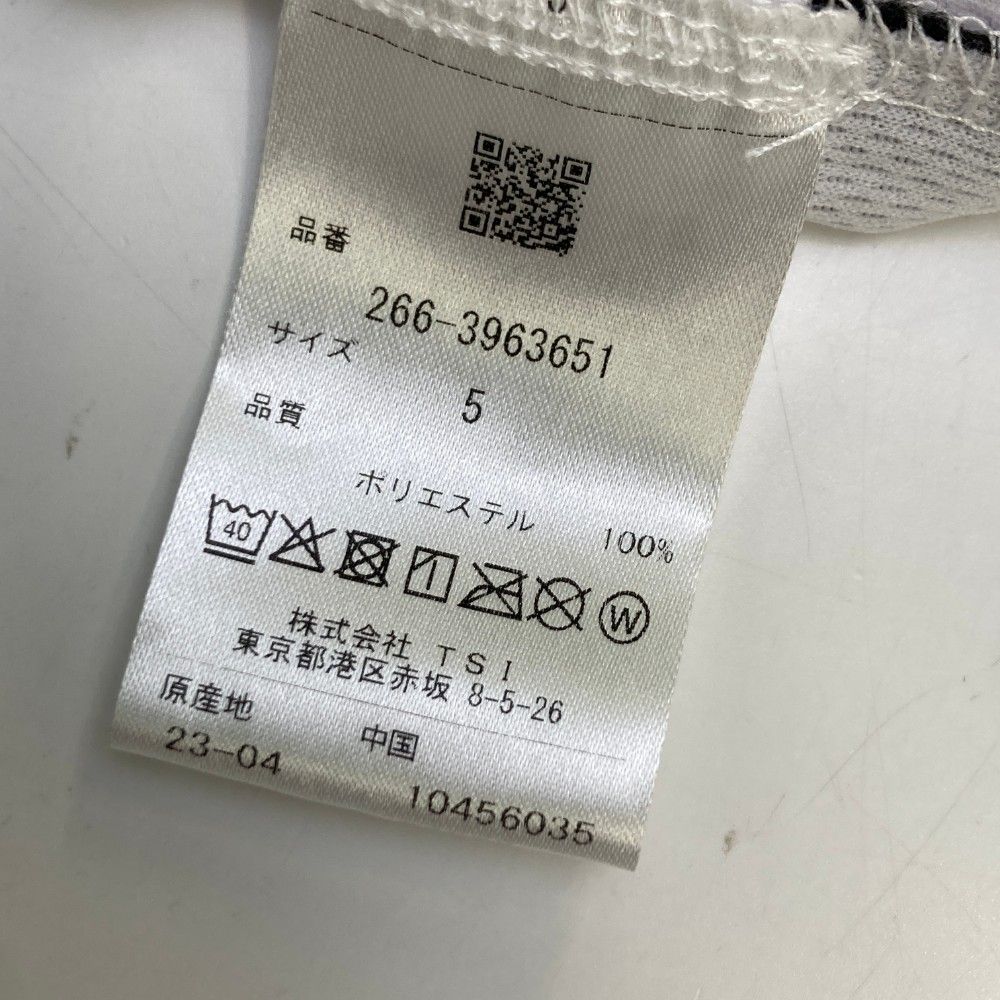 品番
266-3963651
サイズ
5
品質
ポリエステル 100%
40
W
株式会社 TSI
東京都港区赤坂 8-5-26
原産地
中国
23-04
10456035